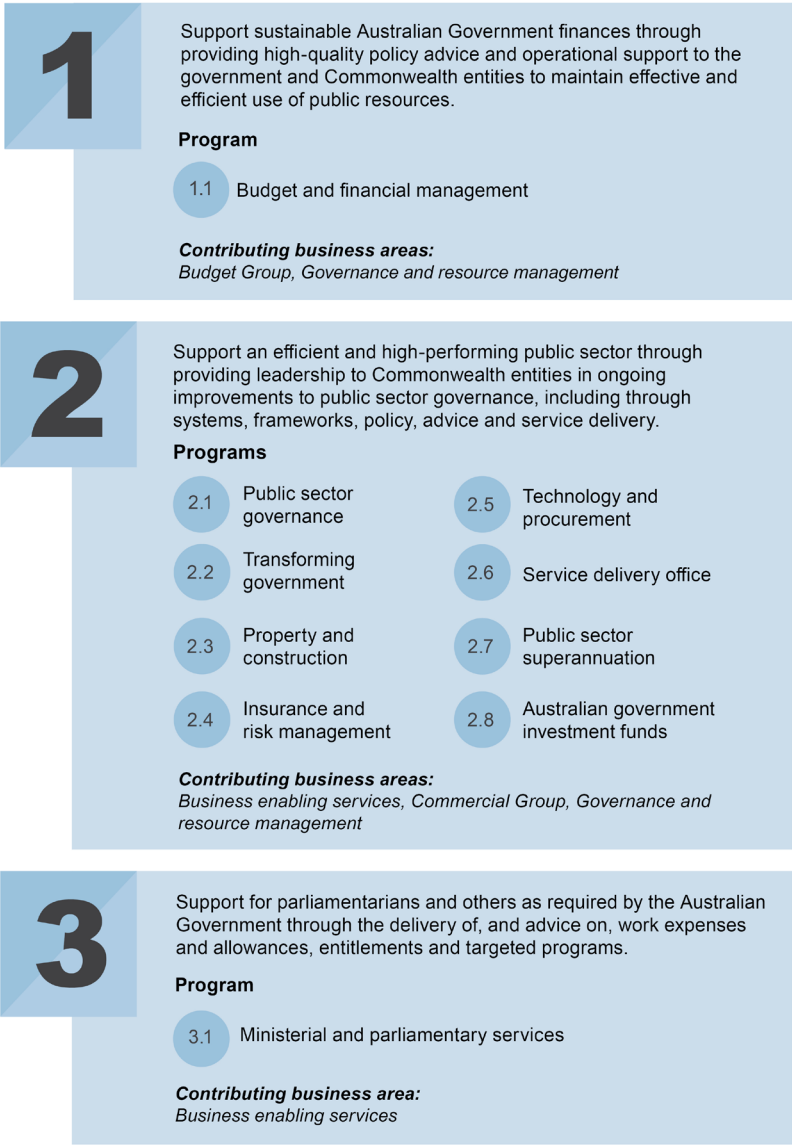 1
Support sustainable Australian Government finances through
providing high-quality policy advice and operational support to the
government and Commonwealth entities to maintain effective and
efficient use of public resources.
Program
1.1 Budget and financial management
Contributing business areas:
Budget Group, Governance and resource management
2
Support an efficient and high-performing public sector through
providing leadership to Commonwealth entities in ongoing
improvements to public sector governance, including through
systems, frameworks, policy, advice and service delivery.
Programs
2.1 Public sector
governance
2.2 Transforming
government
2.3 Property and
construction
2.4 Insurance and
risk management
2.5 Technology and
procurement
2.6 Service delivery office
2.7 Public sector
superannuation
2.8 Australian government
investment funds
Contributing business areas:
Business enabling services, Commercial Group, Governance and
resource management
3
Support for parliamentarians and others as required by the Australian
Government through the delivery of, and advice on, work expenses
and allowances, entitlements and targeted programs.
Program
3.1 Ministerial and parliamentary services
Contributing business area:
Business enabling services